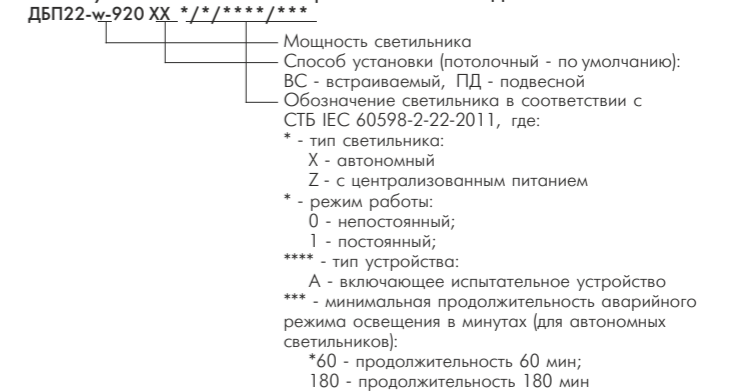 ДБП22-w-920 ХХ */*/****/***
Мощность светильника
Способ установки (потолочный - по умолчанию):
ВС - встраиваемый, ПД - подвесной
Обозначение светильника в соответствии с
СТБ IEC 60598-2-22-2011, где:
* - тип светильника:
Х - автономный
Z - с централизованным питанием
* - режим работы:
0 - непостоянный;
1 - постоянный;
**** - тип устройства:
А - включающее испытательное устройство
*** - минимальная продолжительность аварийного
режима освещения в минутах (для автономных
светильников):
*60 - продолжительность 60 мин;
180 - продолжительность 180 мин